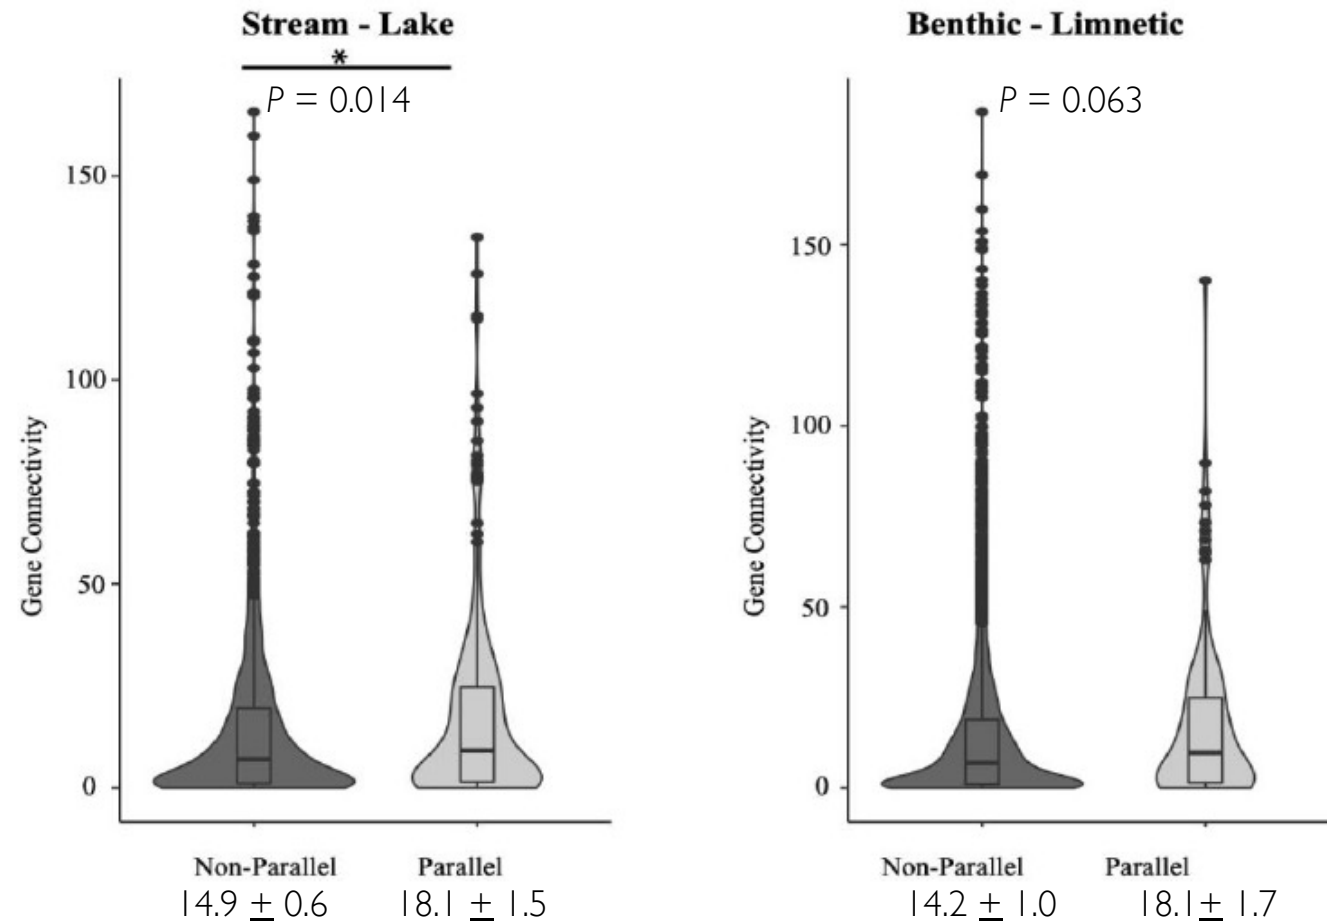 Stream - Lake
*
P = 0.014
150
100
50
0
Gene Connectivity
Non-Parallel
Parallel
14.9 ± 0.6
18.1 ± 1.5
Benthic - Limnetic
P = 0.063
150
100
50
0
Gene Connectivity
Non-Parallel
Parallel
14.2 ± 1.0
18.1± 1.7